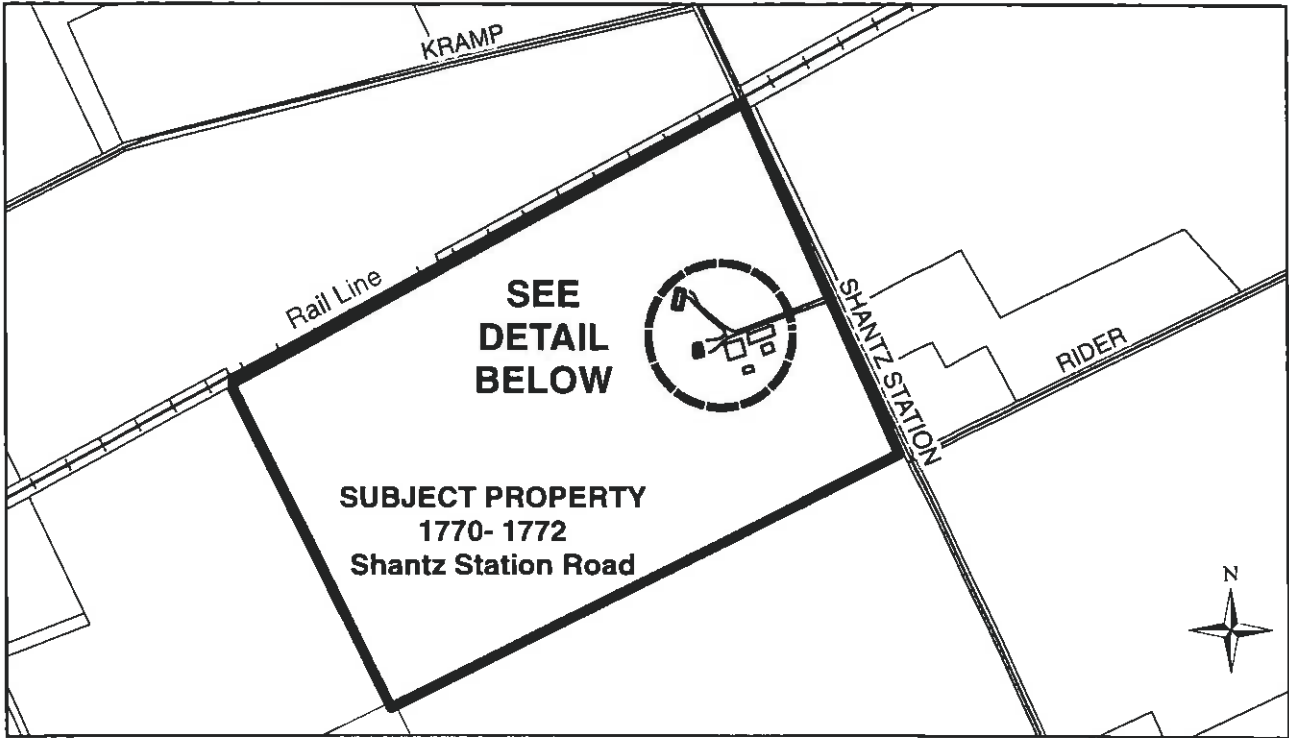 KRAMP
Rail Line
SEE
DETAIL
BELOW
SHANTZ STATION
RIDER
SUBJECT PROPERTY
1770- 1772
Shantz Station Road
N